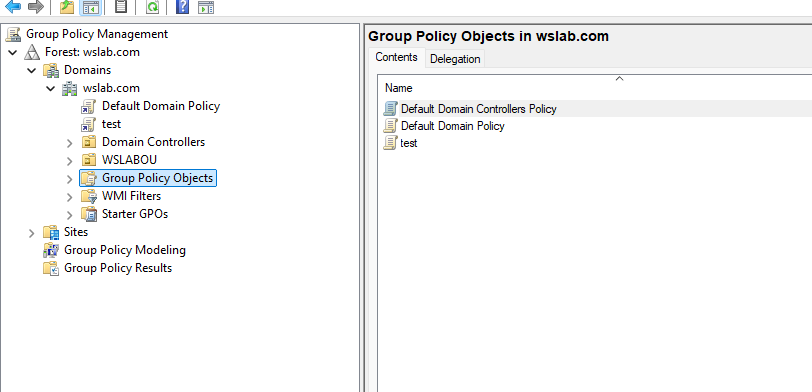 Group Policy Management
Forest: wslab.com
Domains
wslab.com
Default Domain Policy
test
Domain Controllers
WSLABOU
Group Policy Objects
WMI Filters
Starter GPOs
Sites
Group Policy Modeling
Group Policy Results
Group Policy Objects in wslab.com
Contents
Delegation
Name
Default Domain Controllers Policy
Default Domain Policy
test